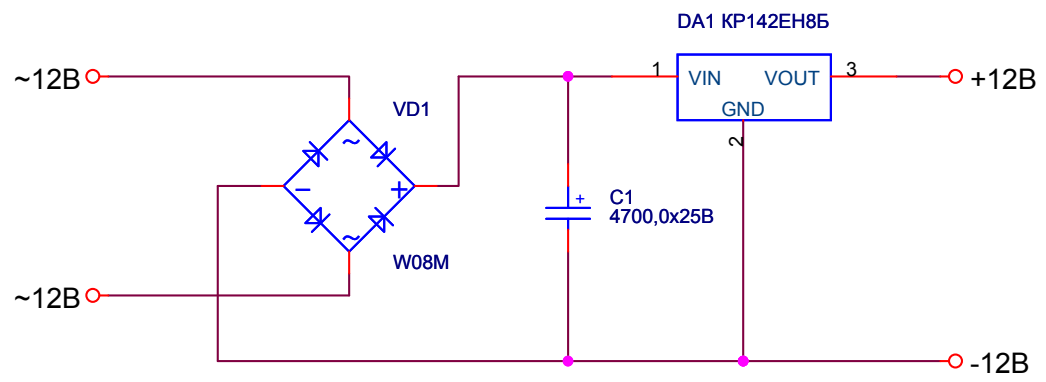 DA1 КР142ЕН8Б
~12В
1
VIN
VOUT
3
+12В
GND
2
VD1
~
−
+
~
+
C1
4700,0x25В
W08M
~12В
-12В